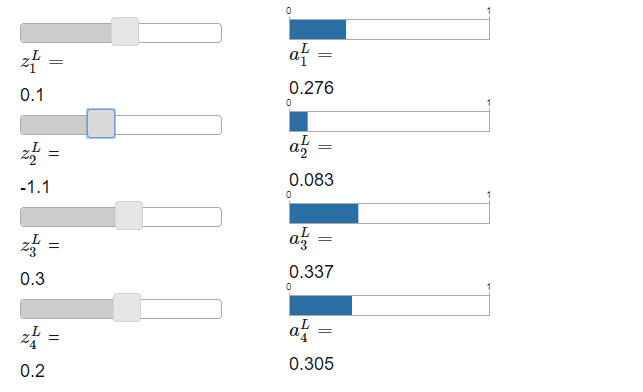 0 1
z_1^L = a_1^L =
0.1 0.276
0 1
z_2^L = a_2^L =
-1.1 0.083
0 1
z_3^L = a_3^L =
0.3 0.337
0 1
z_4^L = a_4^L =
0.2 0.305